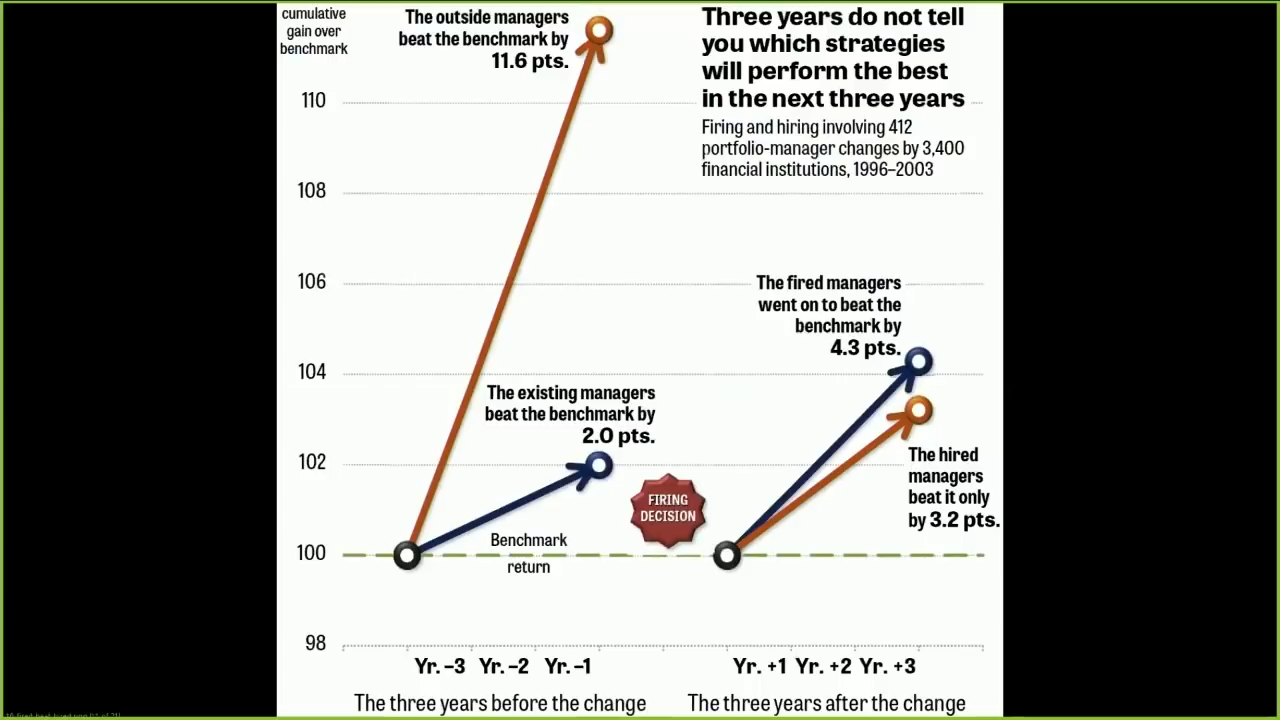 cumulative
gain over
benchmark
The outside managers
beat the benchmark by
11.6 pts.
Three years do not tell
you which strategies
will perform the best
in the next three years
Firing and hiring involving 412
portfolio-manager changes by 3,400
financial institutions, 1996–2003
110
108
106
The fired managers
went on to beat the
benchmark by
4.3 pts.
104
The existing managers
beat the benchmark by
2.0 pts.
102
The hired
managers
beat it only
by 3.2 pts.
FIRING
DECISION
100
Benchmark
return
98
Yr. –3 Yr. –2 Yr. –1
Yr. +1 Yr. +2 Yr. +3
The three years before the change
The three years after the change